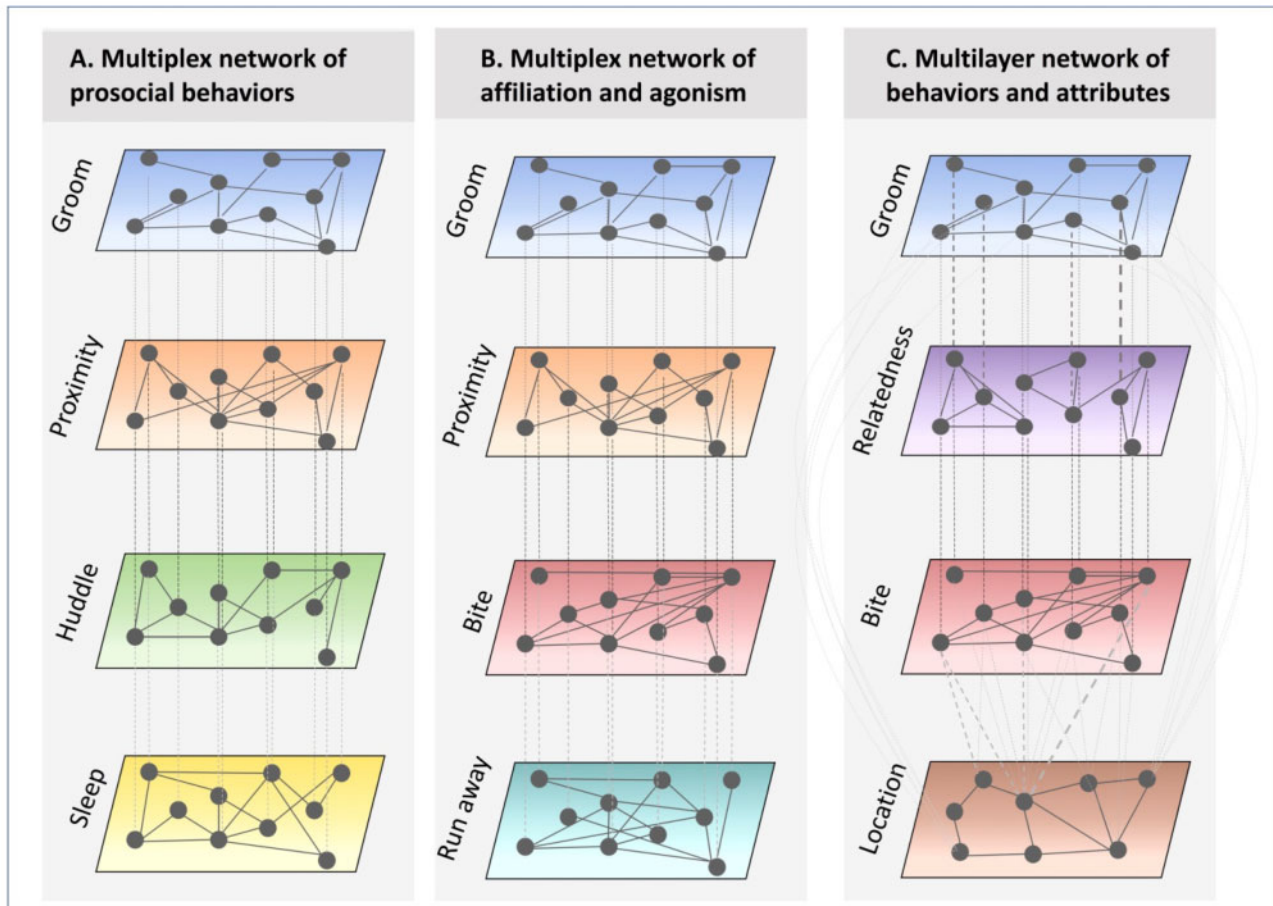 A. Multiplex network of
prosocial behaviors
Groom
Proximity
Huddle
Sleep
B. Multiplex network of
affiliation and agonism
Groom
Proximity
Bite
Run away
C. Multilayer network of
behaviors and attributes
Groom
Relatedness
Bite
Location